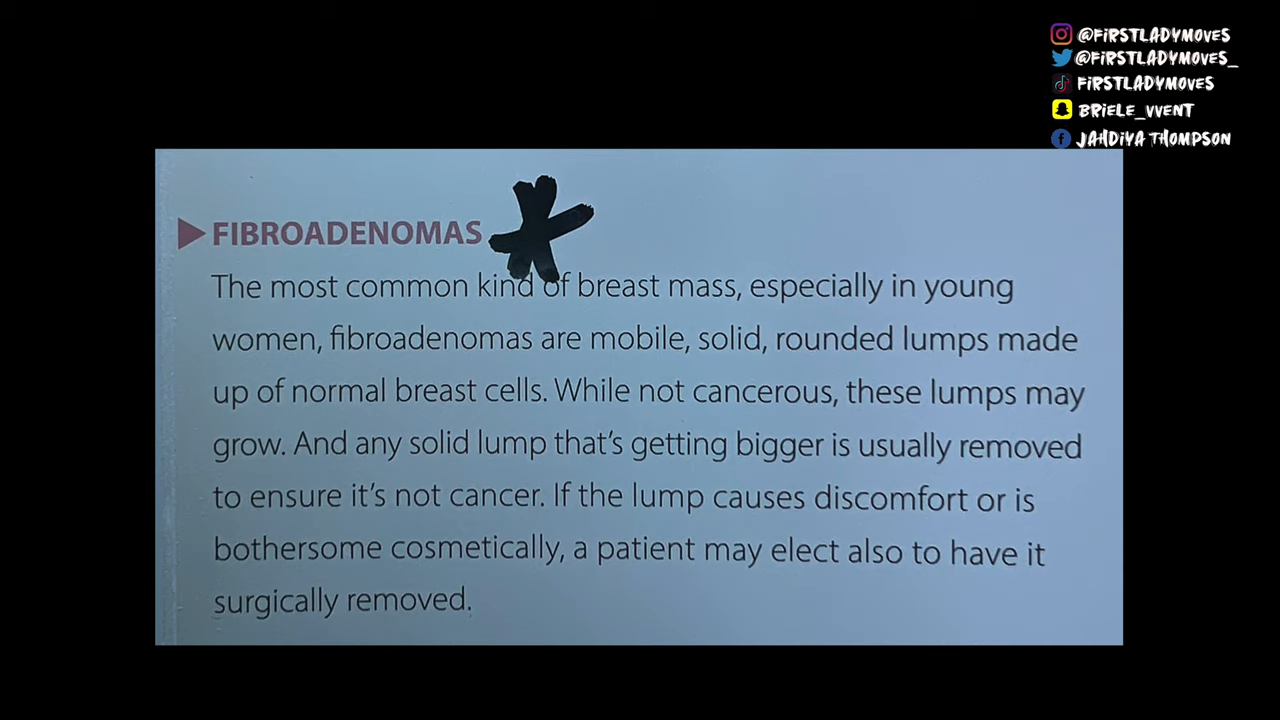 @FIRSTLADYMOVES
@FIRSTLADYMOVES_
FIRSTLADYMOVES
BRIELE_VVENT
JAHDIYA THOMPSON
FIBROADENOMAS
The most common kind of breast mass, especially in young
women, fibroadenomas are mobile, solid, rounded lumps made
up of normal breast cells. While not cancerous, these lumps may
grow. And any solid lump that's getting bigger is usually removed
to ensure it's not cancer. If the lump causes discomfort or is
bothersome cosmetically, a patient may elect also to have it
surgically removed.